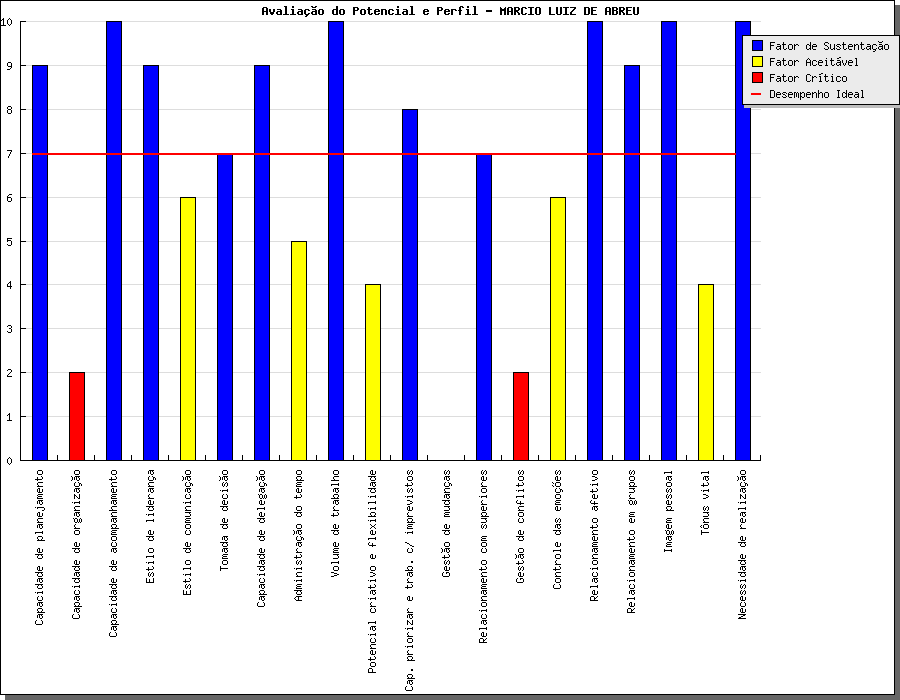 Avaliação do Potencial e Perfil - MARCIO LUIZ DE ABREU
10
9
8
7
6
5
4
3
2
1
0
Fator de Sustentação
Fator Aceitável
Fator Crítico
Desempenho Ideal
Capacidade de planejamento
Capacidade de organização
Capacidade de acompanhamento
Estilo de liderança
Estilo de comunicação
Tomada de decisão
Capacidade de delegação
Administração do tempo
Volume de trabalho
Potencial criativo e flexibilidade
Cap. priorizar e trab. c/ imprevistos
Gestão de mudanças
Relacionamento com superiores
Gestão de conflitos
Controle das emoções
Relacionamento afetivo
Relacionamento em grupos
Imagem pessoal
Tônus vital
Necessidade de realização